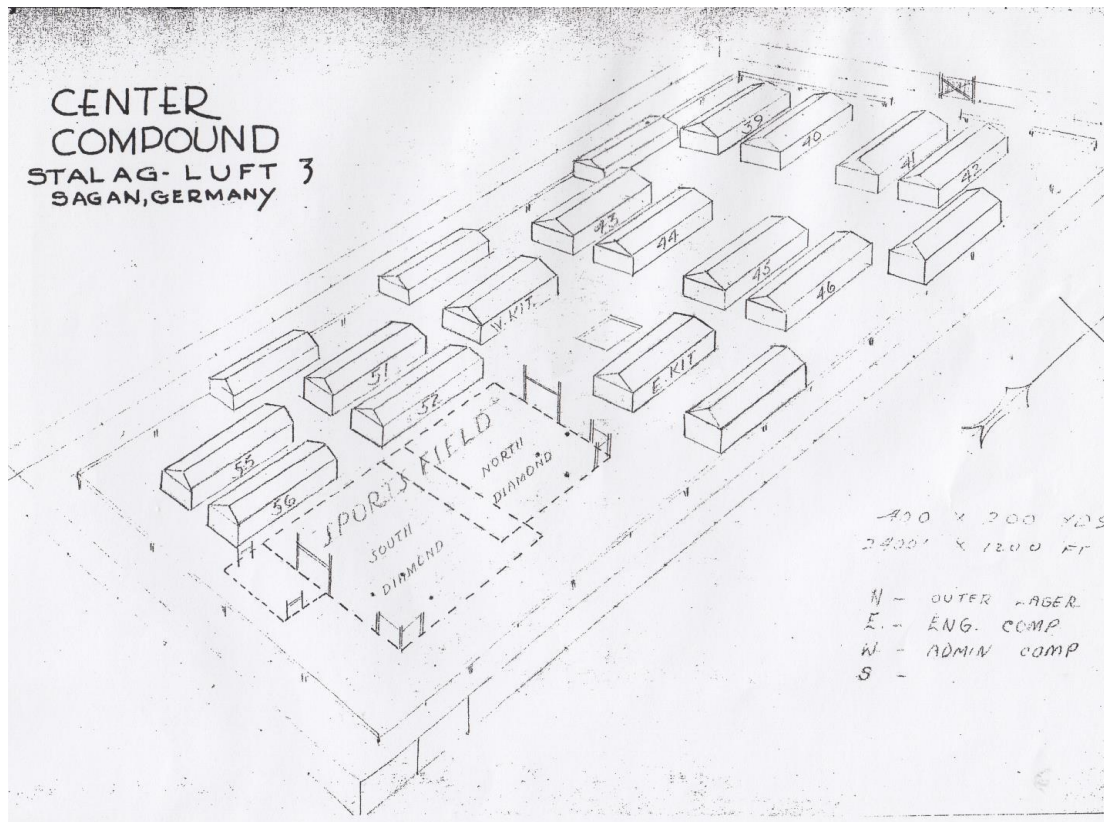 CENTER
COMPOUND
STALAG-LUFT 3
SAGAN, GERMANY
39
40
41
42
43
44
45
46
W. KIT.
E. KIT
51
52
55
56
SPORTS FIELD
NORTH
DIAMOND
SOUTH
DIAMOND
400 X 200 YDS
X 1200 FT
N - OUTER LAGER
E. - ENG. COMP
W - ADMIN COMP
S -